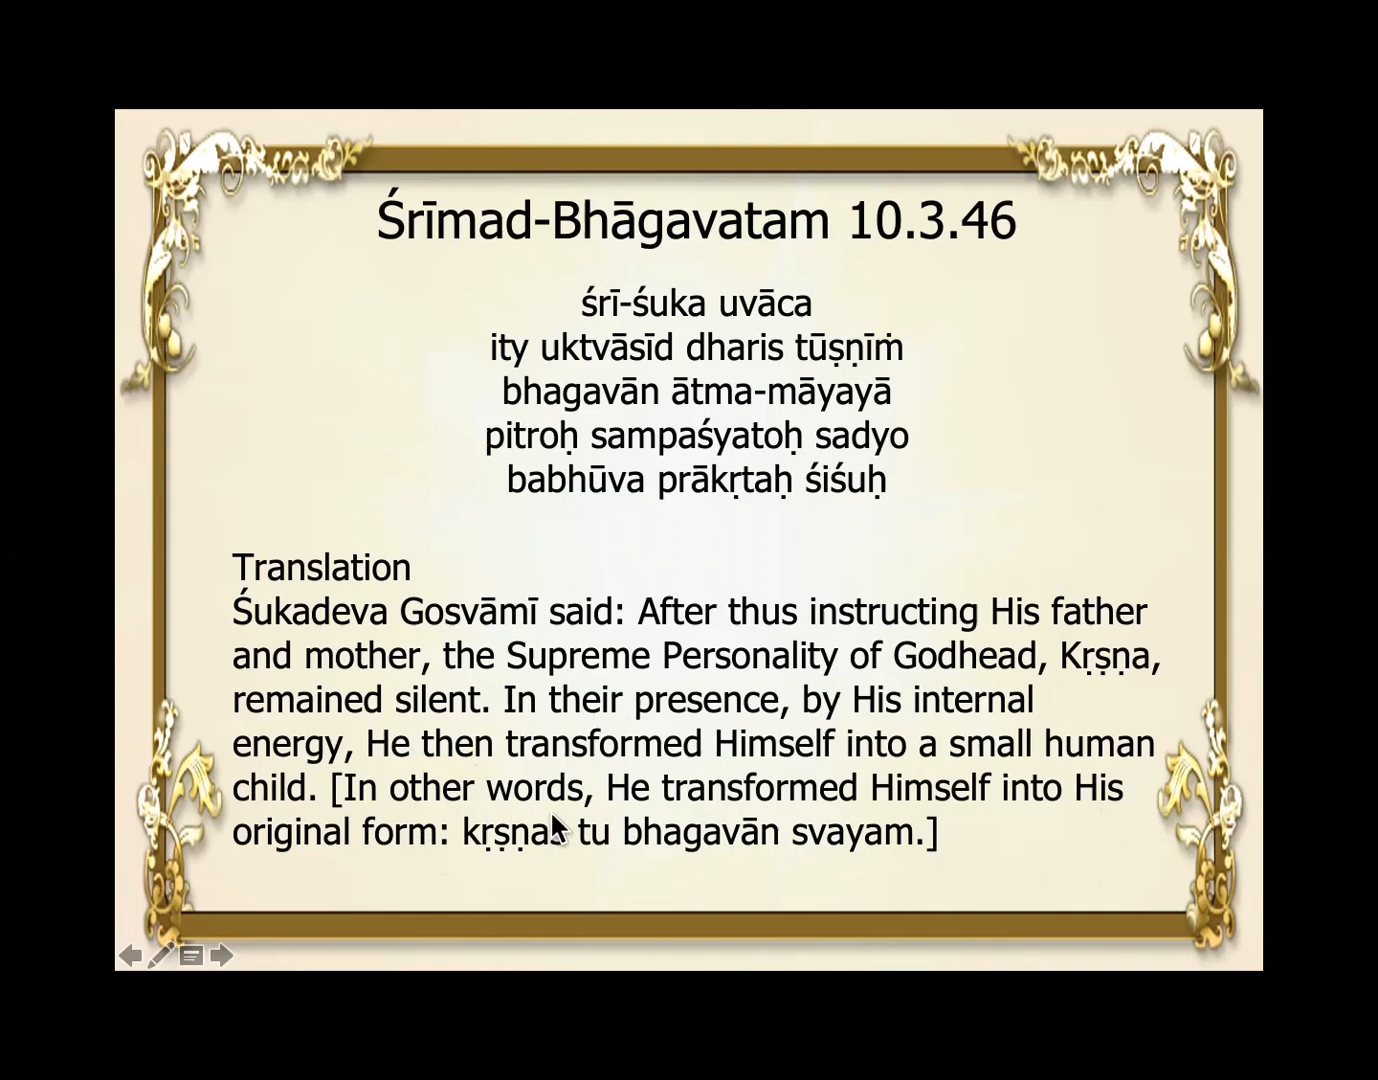 Śrīmad-Bhāgavatam 10.3.46
śrī-śuka uvāca
ity uktvāsīd dharis tūṣṇīṁ
bhagavān ātma-māyayā
pitroḥ sampaśyatoḥ sadyo
babhūva prākṛtaḥ śiśuḥ
Translation
Śukadeva Gosvāmī said: After thus instructing His father
and mother, the Supreme Personality of Godhead, Kṛṣṇa,
remained silent. In their presence, by His internal
energy, He then transformed Himself into a small human
child. [In other words, He transformed Himself into His
original form: kṛṣṇas tu bhagavān svayam.]